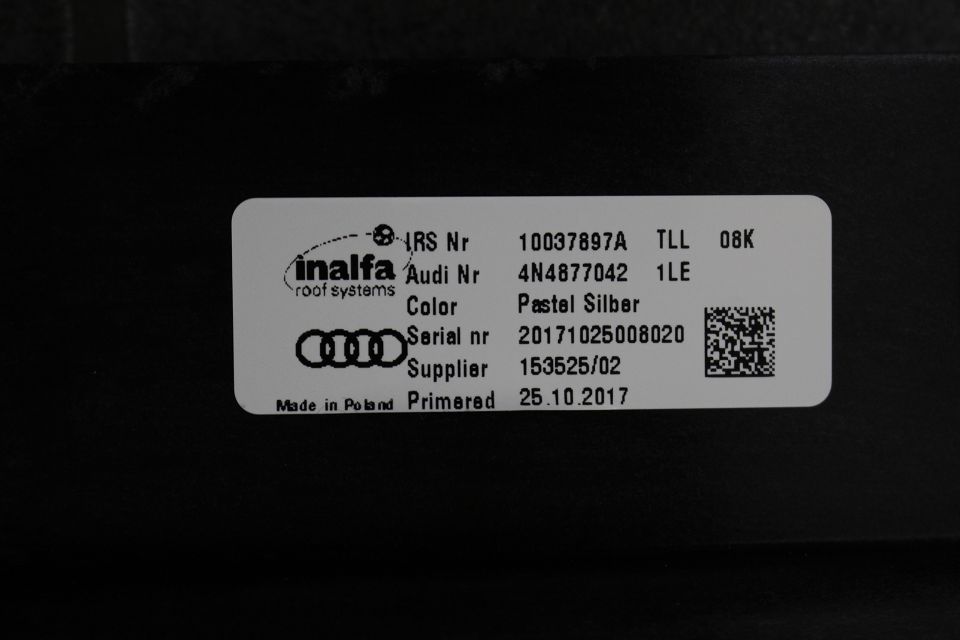 inalfa
roof systems
IRS Nr 10037897A TLL 08K
Audi Nr 4N4877042 1LE
Color Pastel Silber
Serial nr 20171025008020
Supplier 153525/02
Made in Poland Primered 25.10.2017